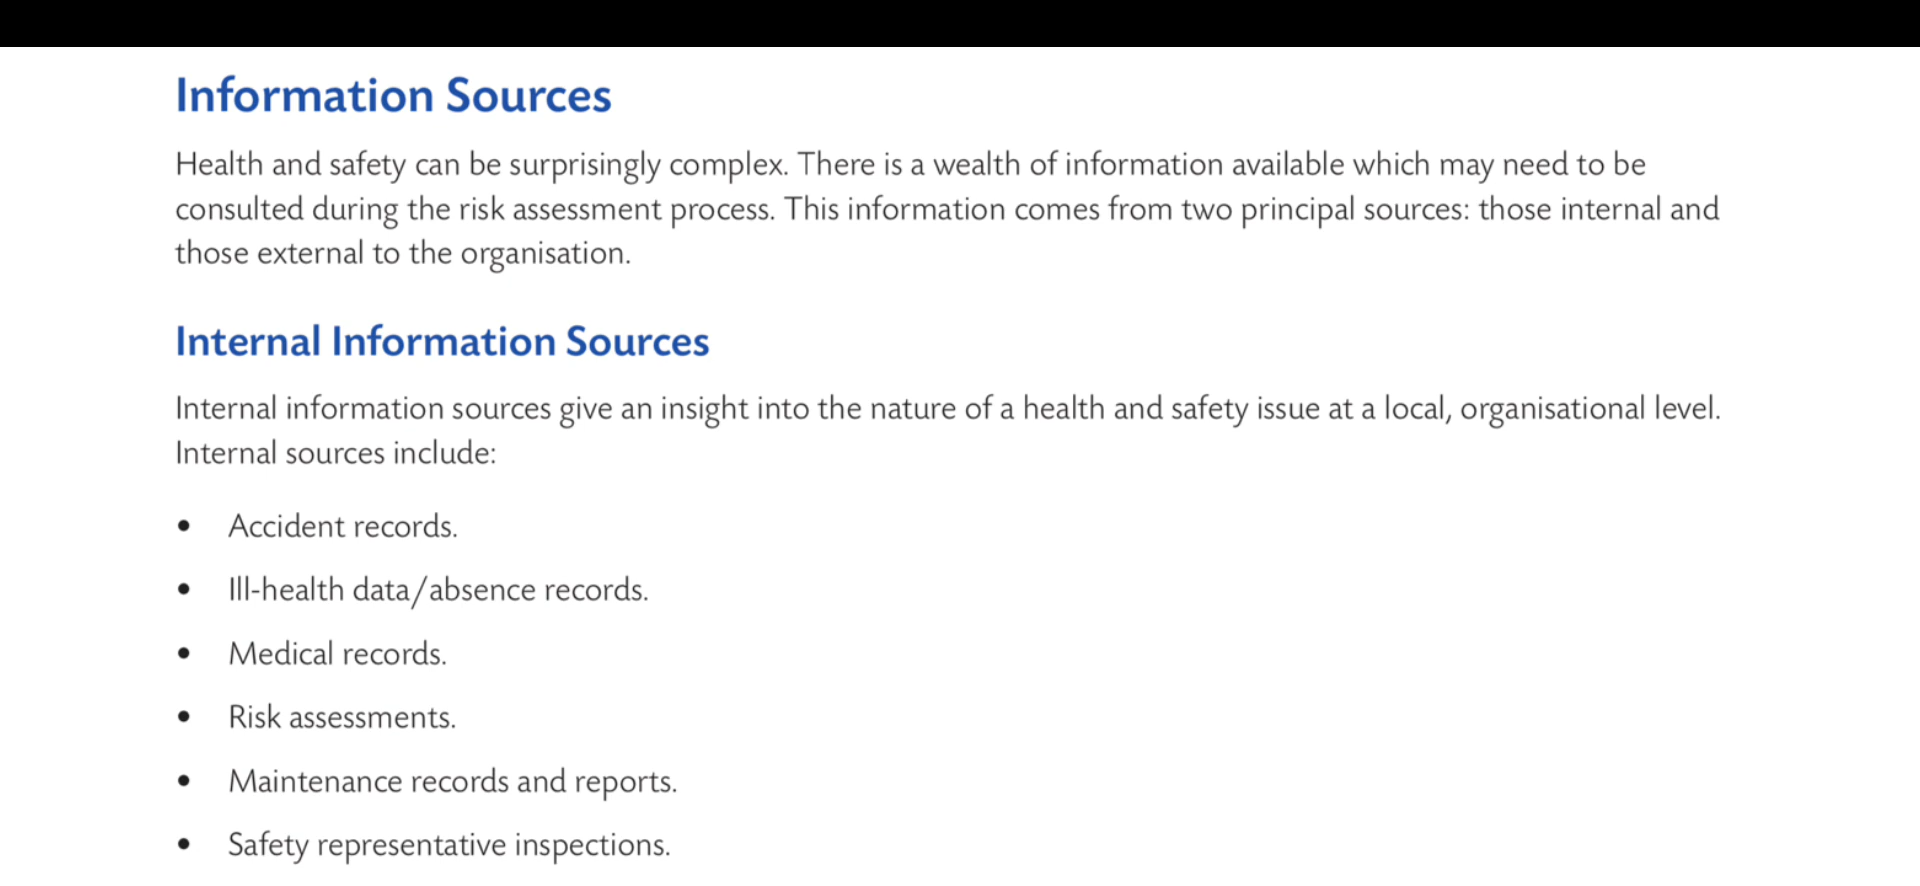 Information Sources
Health and safety can be surprisingly complex. There is a wealth of information available which may need to be
consulted during the risk assessment process. This information comes from two principal sources: those internal and
those external to the organisation.
Internal Information Sources
Internal information sources give an insight into the nature of a health and safety issue at a local, organisational level.
Internal sources include:
• Accident records.
• Ill-health data/absence records.
• Medical records.
• Risk assessments.
• Maintenance records and reports.
• Safety representative inspections.